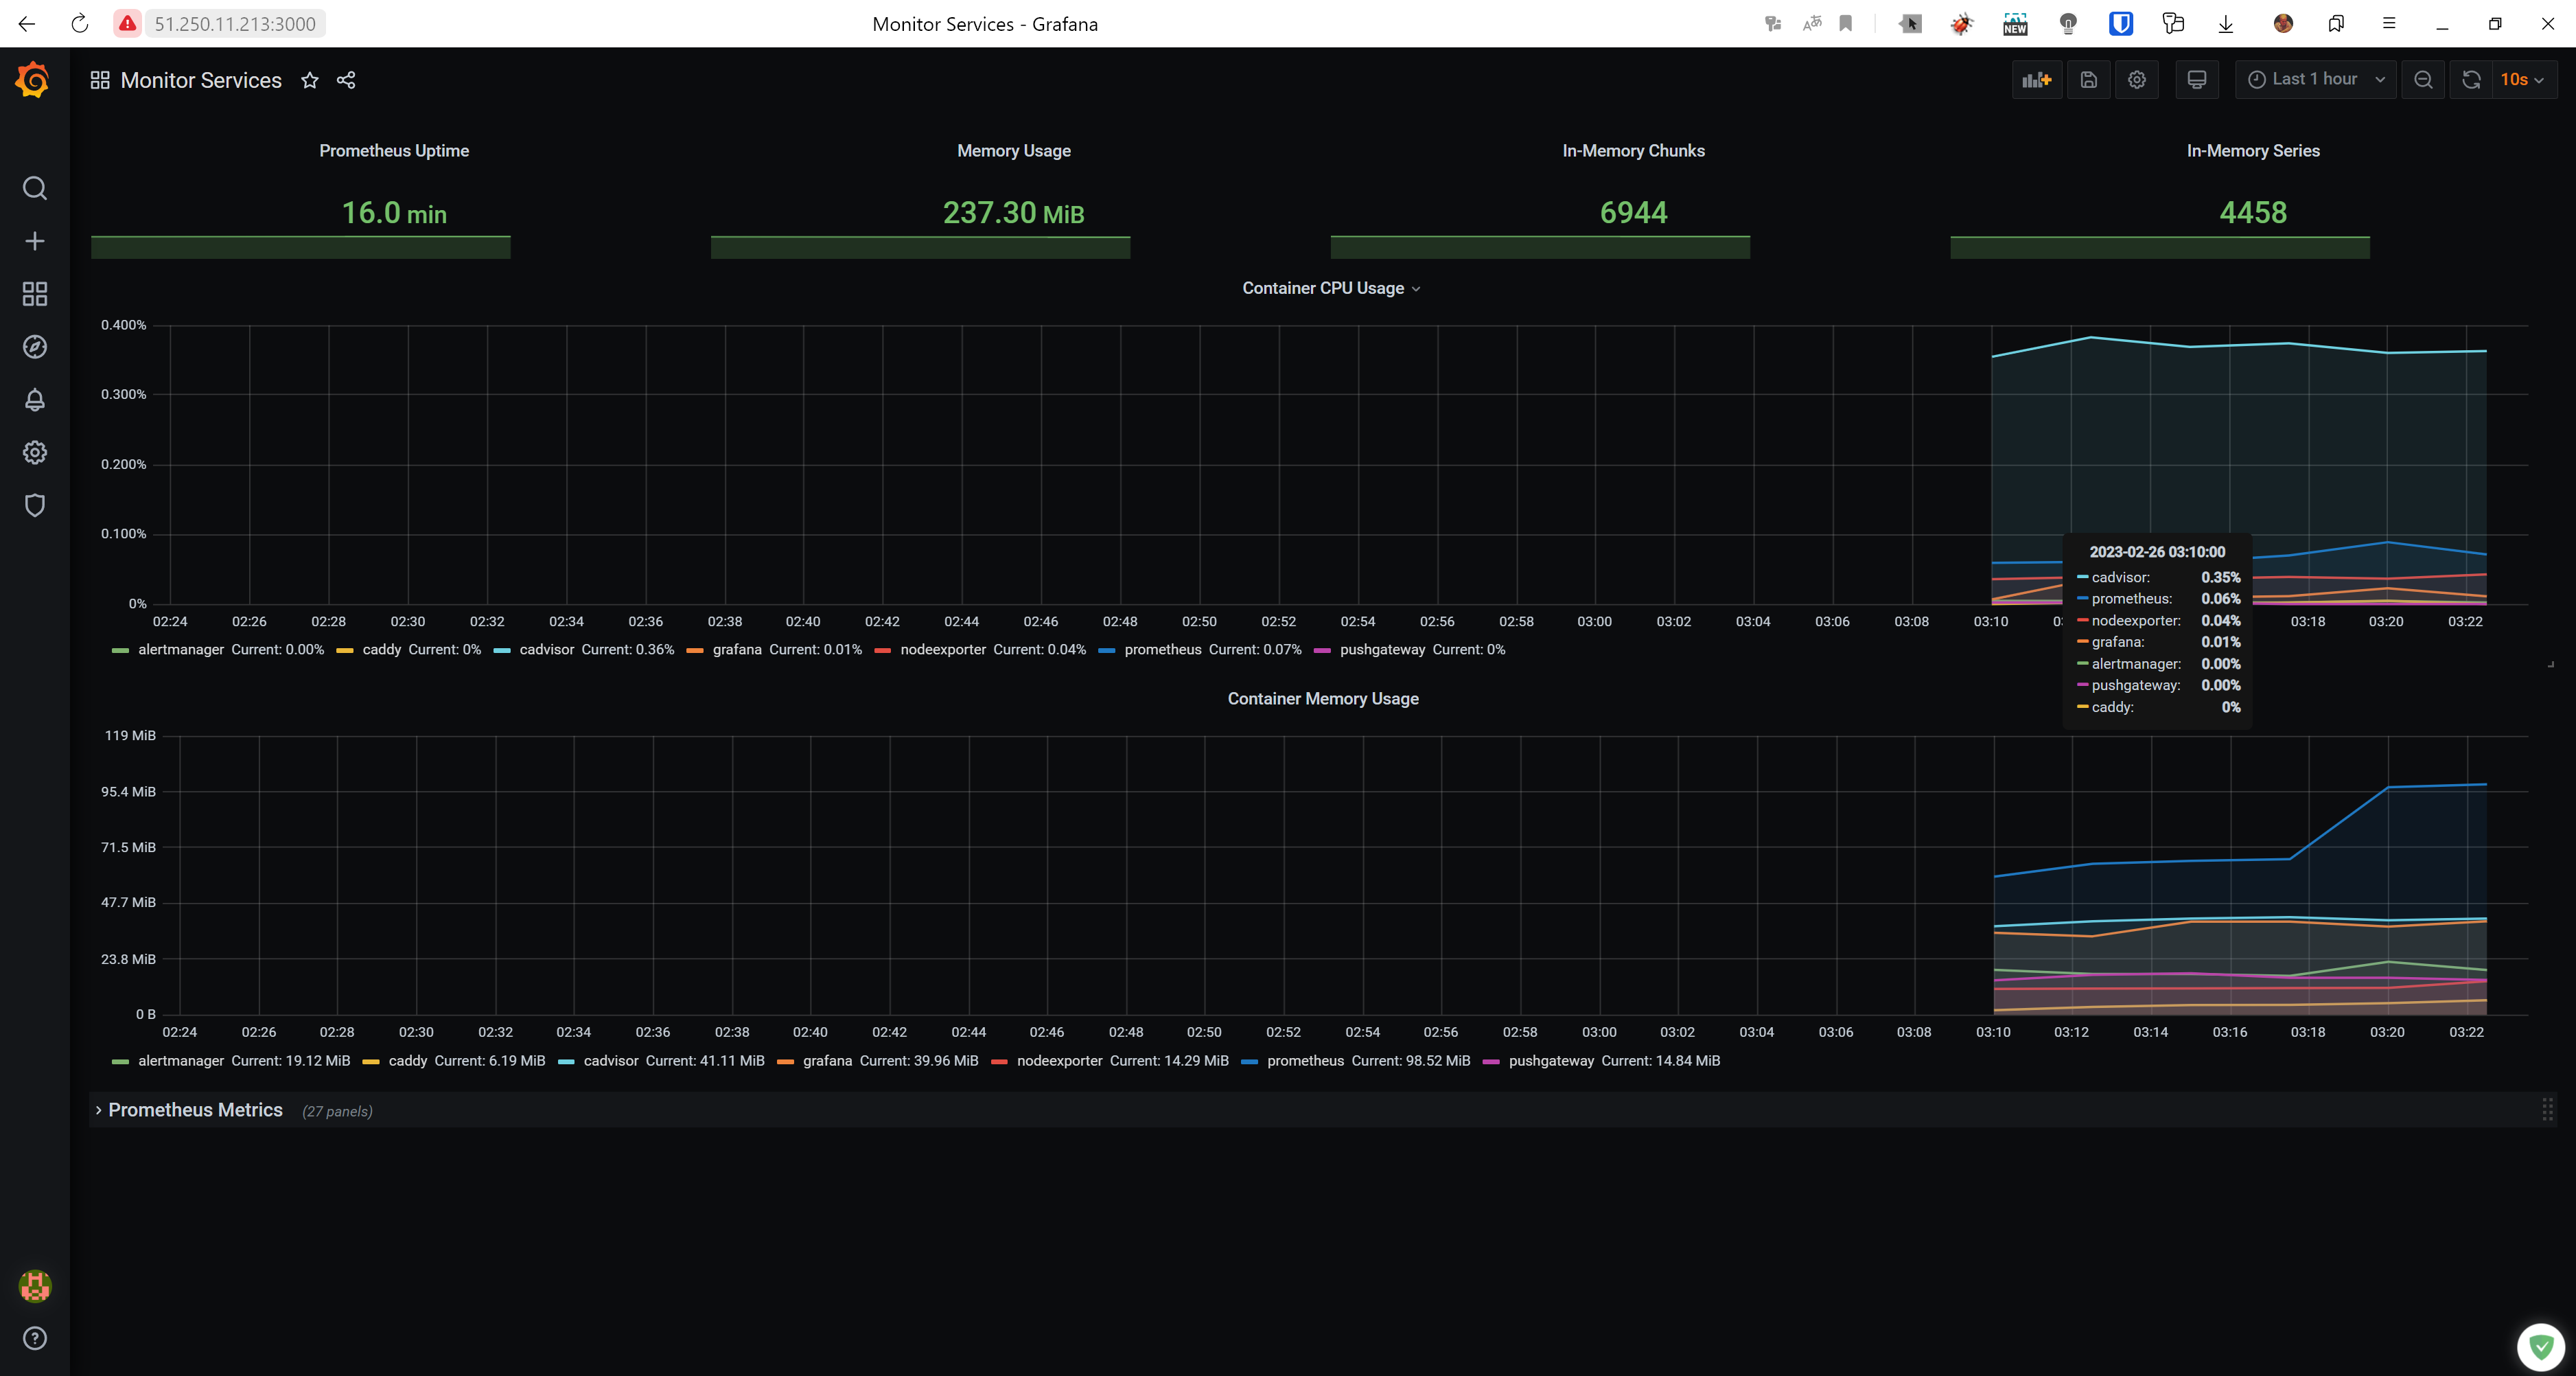 51.250.11.213:3000
Monitor Services - Grafana
NEW
Monitor Services
Last 1 hour
10s
Prometheus Uptime
Memory Usage
In-Memory Chunks
In-Memory Series
16.0 min
237.30 MiB
6944
4458
Container CPU Usage
0.400%
0.300%
0.200%
0.100%
0%
02:24 02:26 02:28 02:30 02:32 02:34 02:36 02:38 02:40 02:42 02:44 02:46 02:48 02:50 02:52 02:54 02:56 02:58 03:00 03:02 03:04 03:06 03:08 03:10 03:18 03:20 03:22
alertmanager Current: 0.00% caddy Current: 0% cadvisor Current: 0.36% grafana Current: 0.01% nodeexporter Current: 0.04% prometheus Current: 0.07% pushgateway Current: 0%
2023-02-26 03:10:00
cadvisor: 0.35%
prometheus: 0.06%
nodeexporter: 0.04%
grafana: 0.01%
alertmanager: 0.00%
pushgateway: 0.00%
caddy: 0%
Container Memory Usage
119 MiB
95.4 MiB
71.5 MiB
47.7 MiB
23.8 MiB
0 B
02:24 02:26 02:28 02:30 02:32 02:34 02:36 02:38 02:40 02:42 02:44 02:46 02:48 02:50 02:52 02:54 02:56 02:58 03:00 03:02 03:04 03:06 03:08 03:10 03:12 03:14 03:16 03:18 03:20 03:22
alertmanager Current: 19.12 MiB caddy Current: 6.19 MiB cadvisor Current: 41.11 MiB grafana Current: 39.96 MiB nodeexporter Current: 14.29 MiB prometheus Current: 98.52 MiB pushgateway Current: 14.84 MiB
Prometheus Metrics (27 panels)